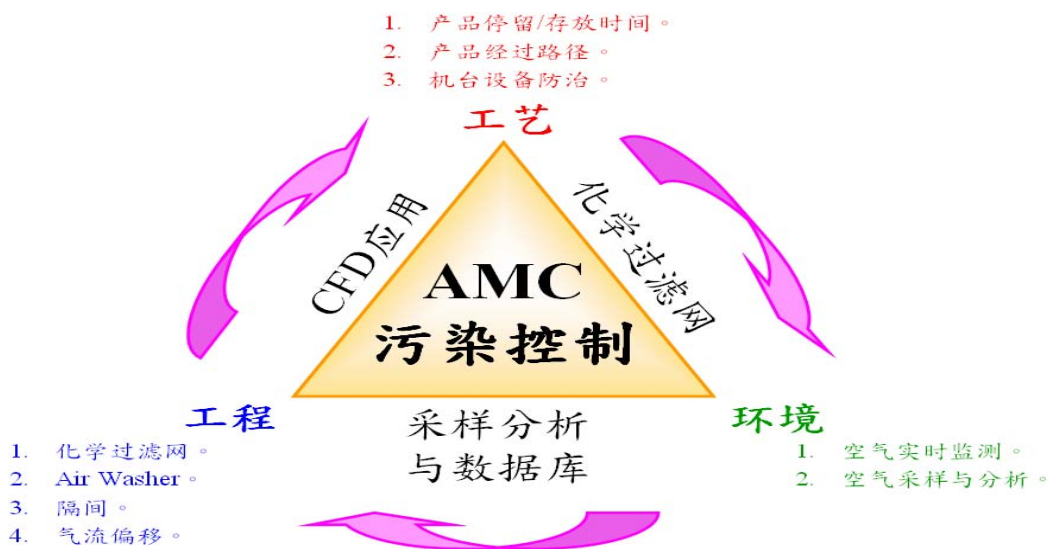 1. 产品停留/存放时间。
2. 产品经过路径。
3. 机台设备防治。
工艺
CFD应用
化学过滤网
AMC
污染控制
工程
1. 化学过滤网。
2. Air Washer。
3. 隔间。
4. 气流偏移。
采样分析
与数据库
环境
1. 空气实时监测。
2. 空气采样与分析。